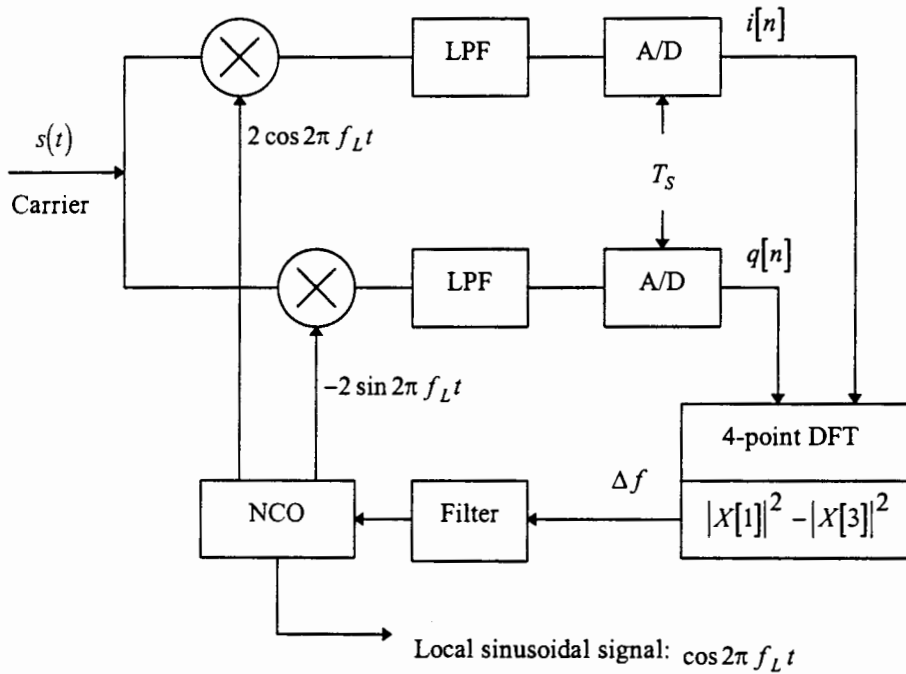 i[n]
LPF
A/D
2 cos 2π f_L t
s(t)
Carrier
T_S
q[n]
LPF
A/D
−2 sin 2π f_L t
4-point DFT
Δf
NCO
Filter
|X[1]|² − |X[3]|²
Local sinusoidal signal: cos 2π f_L t